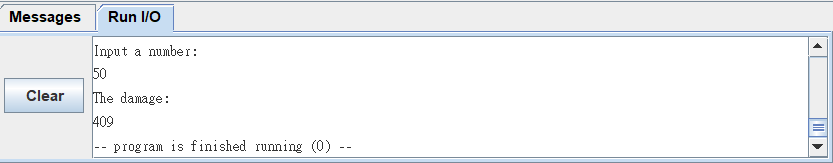 Messages Run I/O
Input a number:
50
The damage:
Clear
409
-- program is finished running (0) --